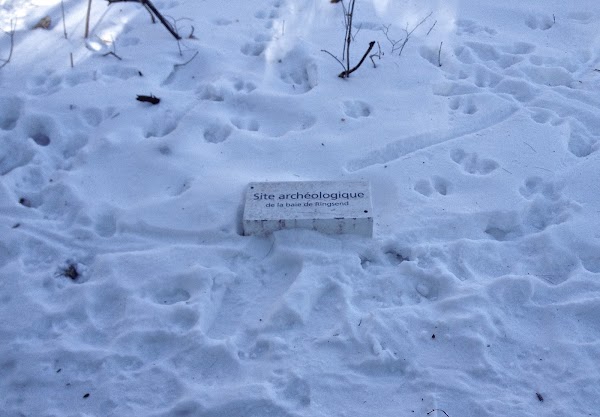 Site archéologique
de la baie de Ringsend